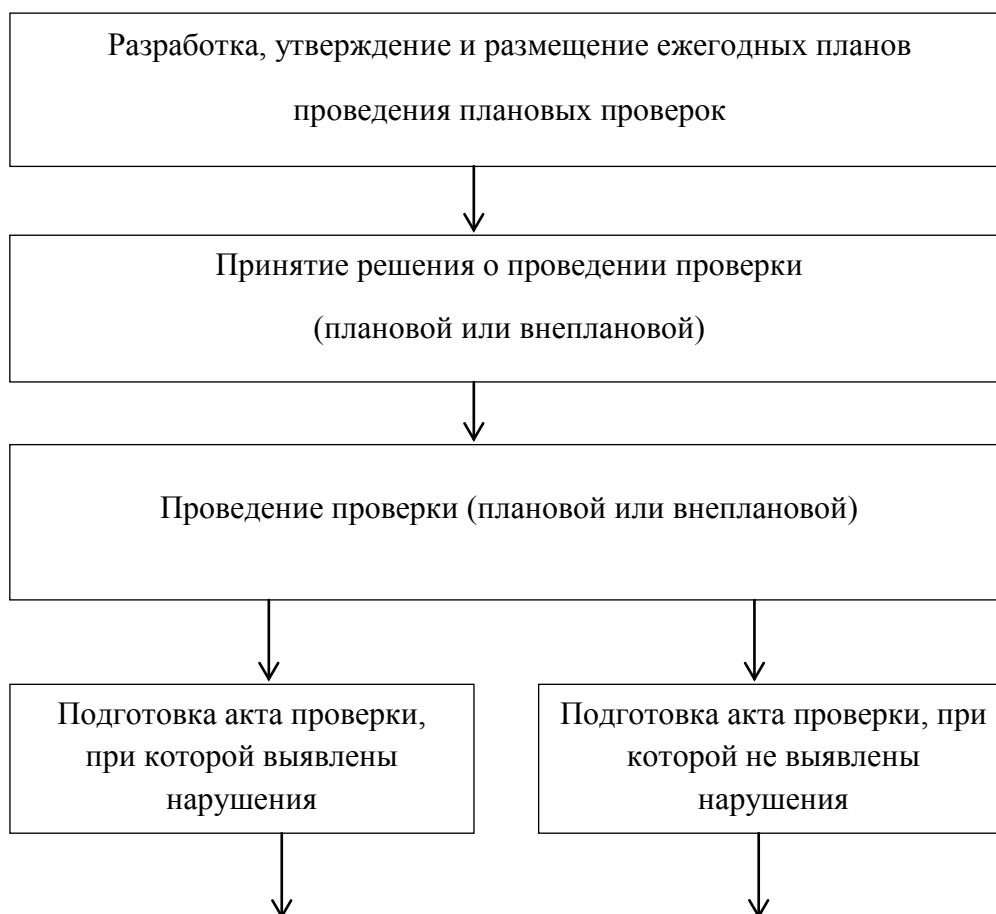 Разработка, утверждение и размещение ежегодных планов
проведения плановых проверок
Принятие решения о проведении проверки
(плановой или внеплановой)
Проведение проверки (плановой или внеплановой)
Подготовка акта проверки,
при которой выявлены
нарушения
Подготовка акта проверки, при
которой не выявлены
нарушения